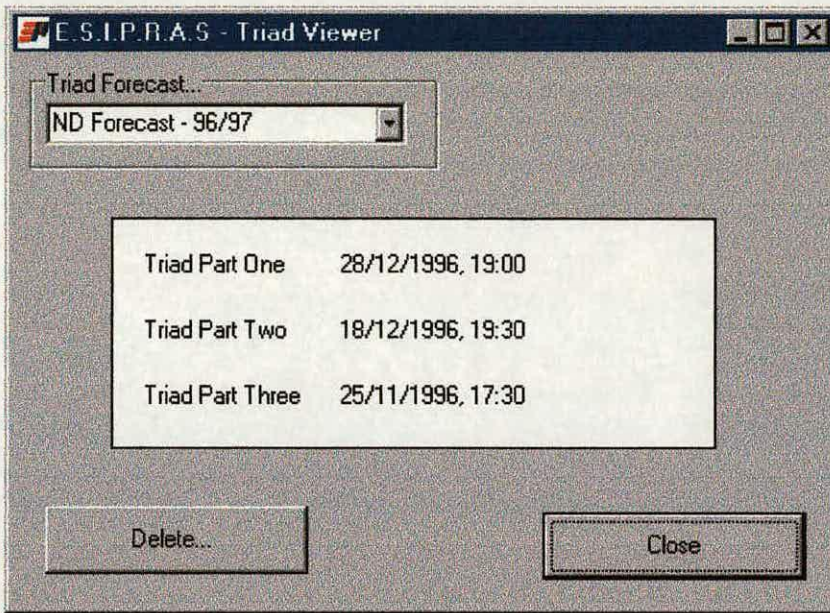 E.S.I.P.R.A.S - Triad Viewer
Triad Forecast...
ND Forecast - 96/97
Triad Part One 28/12/1996, 19:00
Triad Part Two 18/12/1996, 19:30
Triad Part Three 25/11/1996, 17:30
Delete...
Close